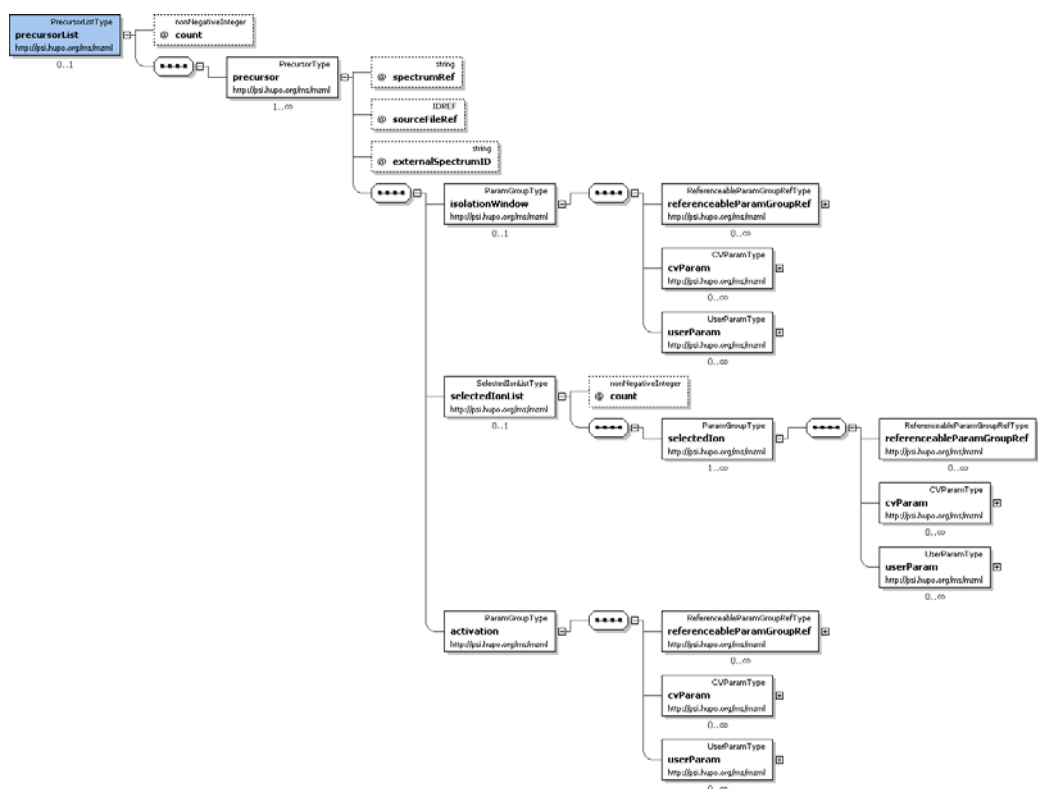 PrecursorListType
precursorList
http://psi.hupo.org/ms/mzml
0..1
nonNegativeInteger
@ count
PrecursorType
precursor
http://psi.hupo.org/ms/mzml
1..∞
string
@ spectrumRef
IDREF
@ sourceFileRef
string
@ externalSpectrumID
ParamGroupType
isolationWindow
http://psi.hupo.org/ms/mzml
0..1
ReferenceableParamGroupRefType
referenceableParamGroupRef
http://psi.hupo.org/ms/mzml
0..∞
CVParamType
cvParam
http://psi.hupo.org/ms/mzml
0..∞
UserParamType
userParam
http://psi.hupo.org/ms/mzml
0..∞
SelectedIonListType
selectedIonList
http://psi.hupo.org/ms/mzml
0..1
nonNegativeInteger
@ count
ParamGroupType
selectedIon
http://psi.hupo.org/ms/mzml
1..∞
ReferenceableParamGroupRefType
referenceableParamGroupRef
http://psi.hupo.org/ms/mzml
0..∞
CVParamType
cvParam
http://psi.hupo.org/ms/mzml
0..∞
UserParamType
userParam
http://psi.hupo.org/ms/mzml
0..∞
ParamGroupType
activation
http://psi.hupo.org/ms/mzml
ReferenceableParamGroupRefType
referenceableParamGroupRef
http://psi.hupo.org/ms/mzml
0..∞
CVParamType
cvParam
http://psi.hupo.org/ms/mzml
0..∞
UserParamType
userParam
http://psi.hupo.org/ms/mzml
0..∞